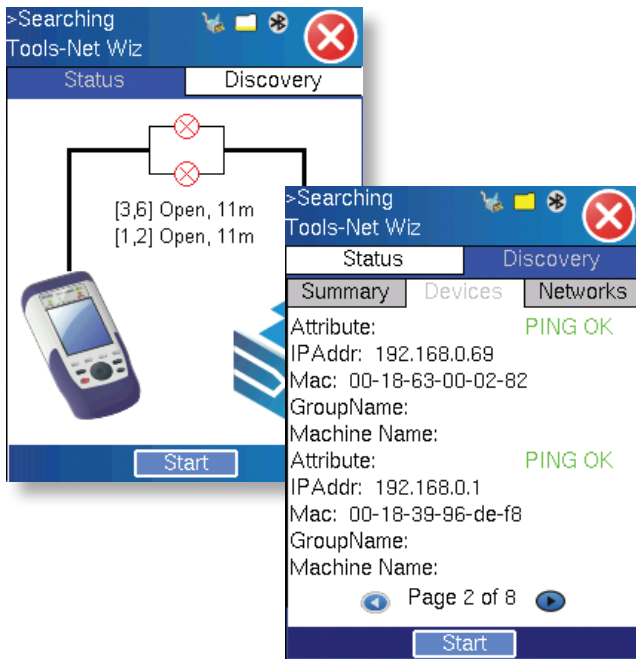 >Searching
Tools-Net Wiz
Status Discovery
[3,6] Open, 11m
[1,2] Open, 11m
Start
>Searching
Tools-Net Wiz
Status Discovery
Summary Devices Networks
Attribute: PING OK
IPAddr: 192.168.0.69
Mac: 00-18-63-00-02-82
GroupName:
Machine Name:
Attribute: PING OK
IPAddr: 192.168.0.1
Mac: 00-18-39-96-de-f8
GroupName:
Machine Name:
Page 2 of 8
Start